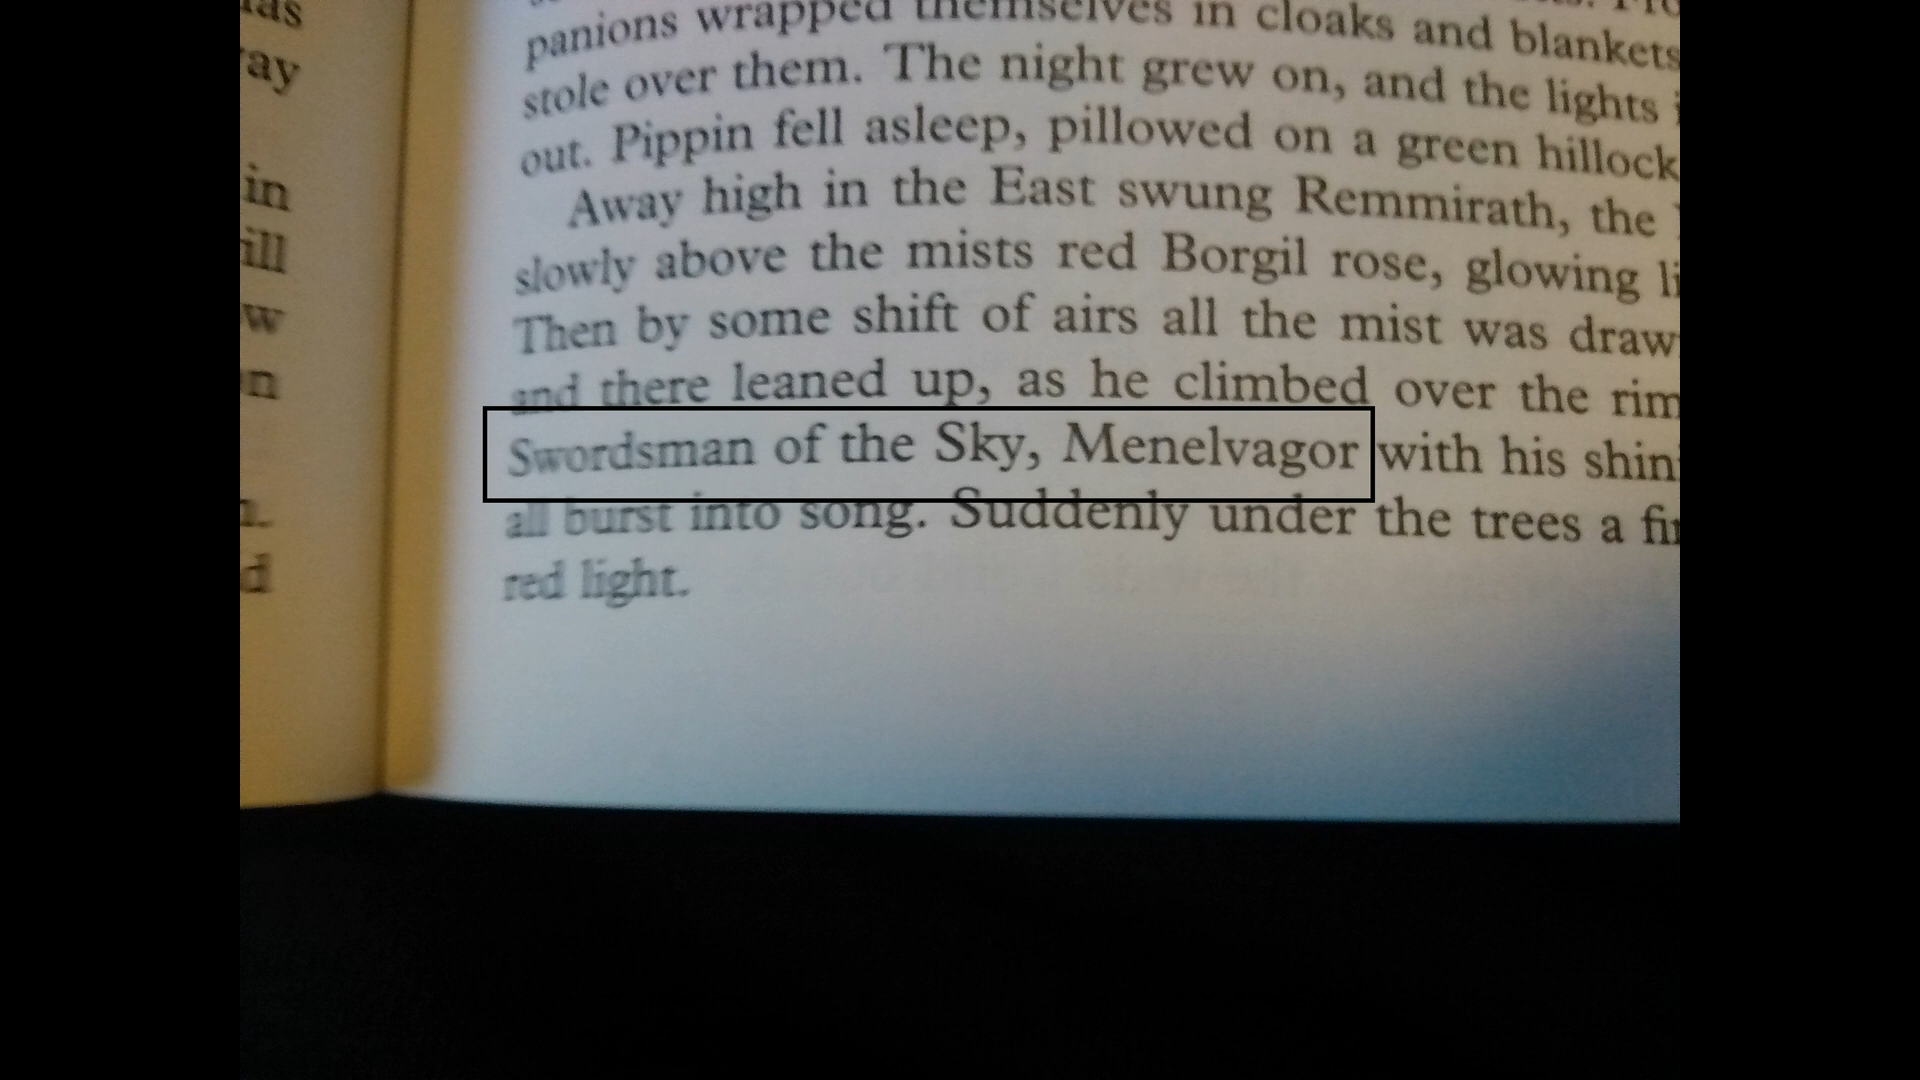 in
panions wrapped themselves in cloaks and blankets
stole over them. The night grew on, and the lights
out. Pippin fell asleep, pillowed on a green hillock
Away high in the East swung Remmirath, the
slowly above the mists red Borgil rose, glowing
Then by some shift of airs all the mist was
and there leaned up, as he climbed over the rim
Swordsman of the Sky, Menelvagor with his
all burst into song. Suddenly under the trees a
red light.